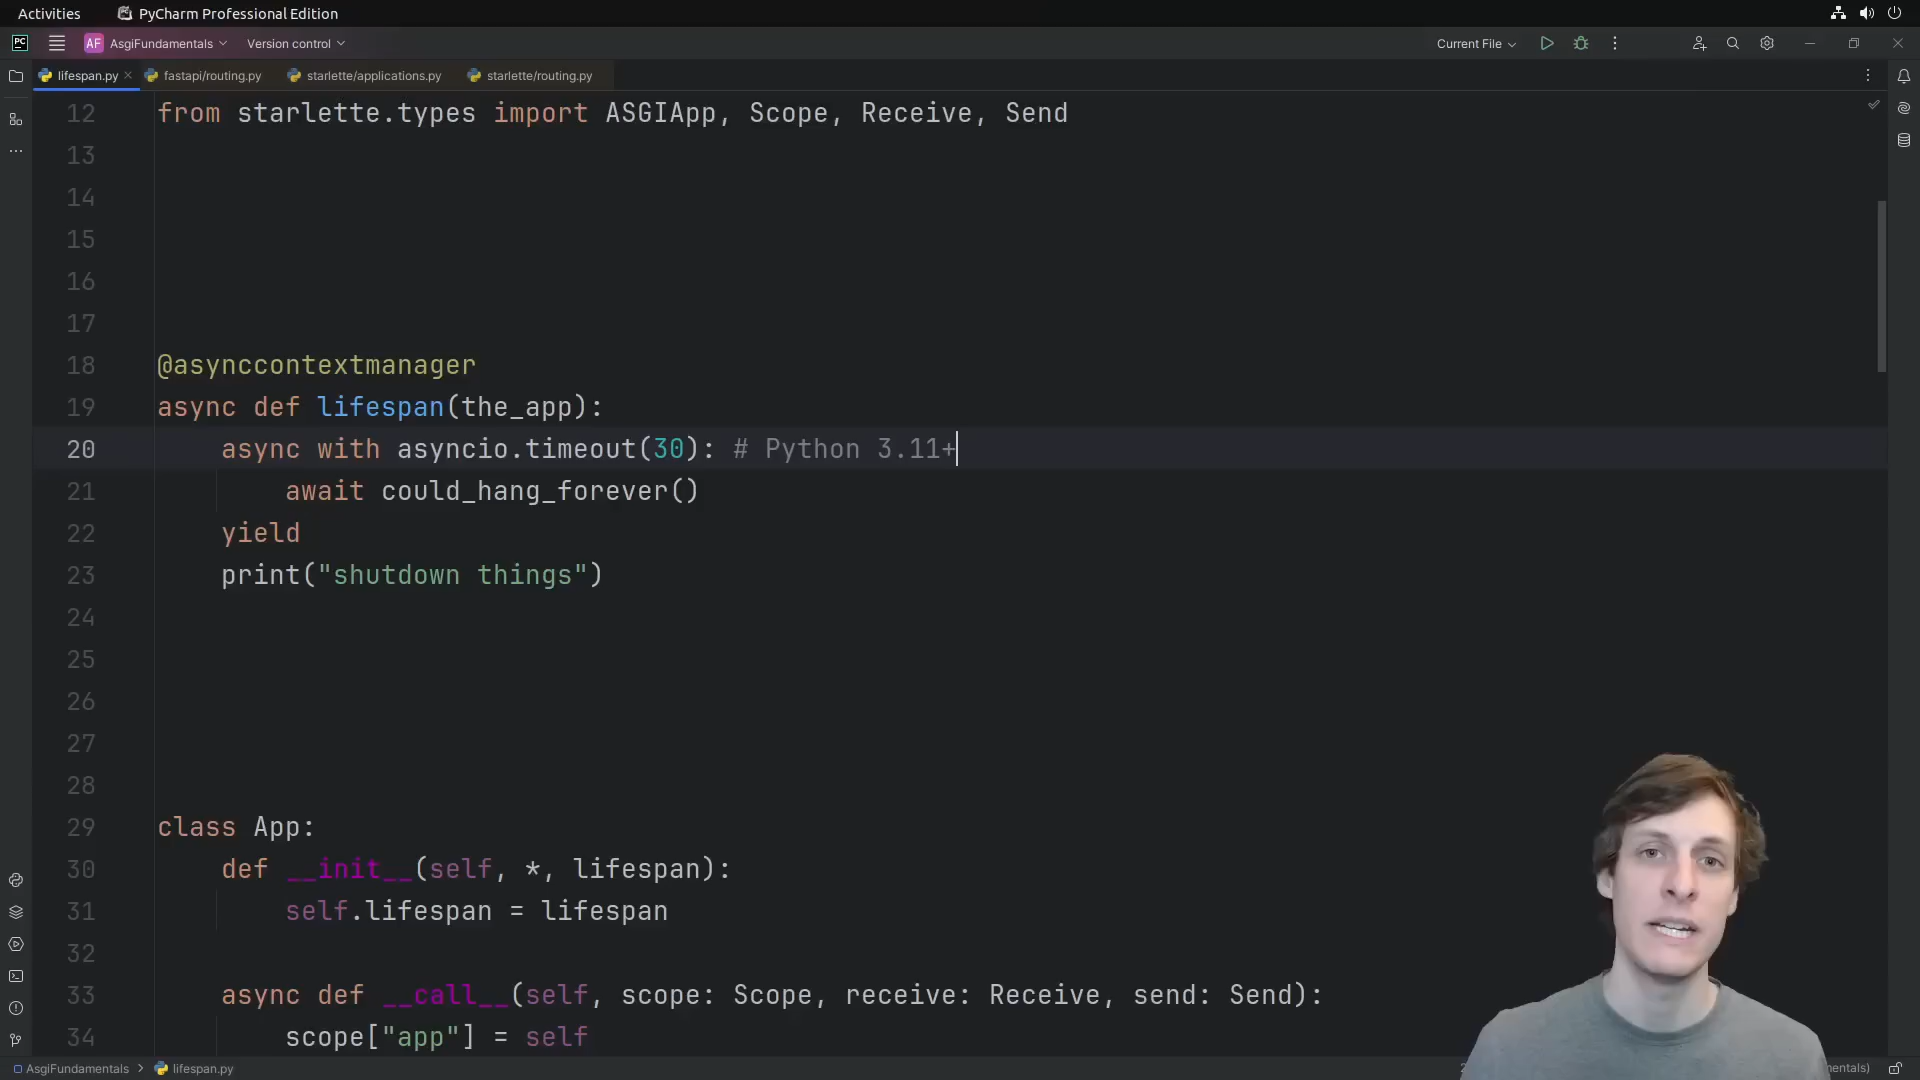 Activities PyCharm Professional Edition
PC AF AsgiFundamentals Version control Current File
lifespan.py fastapi/routing.py starlette/applications.py starlette/routing.py
12 from starlette.types import ASGIApp, Scope, Receive, Send
13
14
15
16
17
18 @asynccontextmanager
19 async def lifespan(the_app):
20 async with asyncio.timeout(30): # Python 3.11+
21 await could_hang_forever()
22 yield
23 print("shutdown things")
24
25
26
27
28
29 class App:
30 def __init__(self, *, lifespan):
31 self.lifespan = lifespan
32
33 async def __call__(self, scope: Scope, receive: Receive, send: Send):
34 scope["app"] = self
AsgiFundamentals lifespan.py